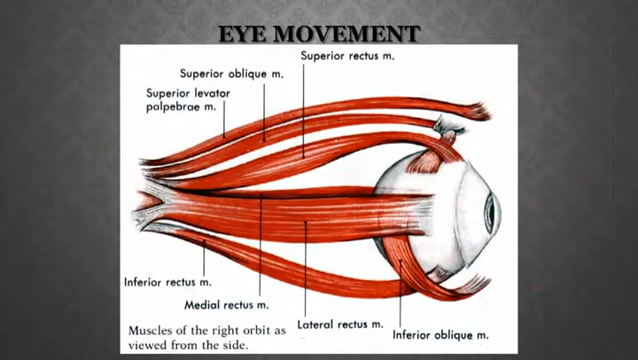 EYE MOVEMENT
Superior rectus m.
Superior oblique m.
Superior levator
palpebrae m.
Inferior rectus m.
Medial rectus m.
Lateral rectus m.
Inferior oblique m.
Muscles of the right orbit as
viewed from the side.